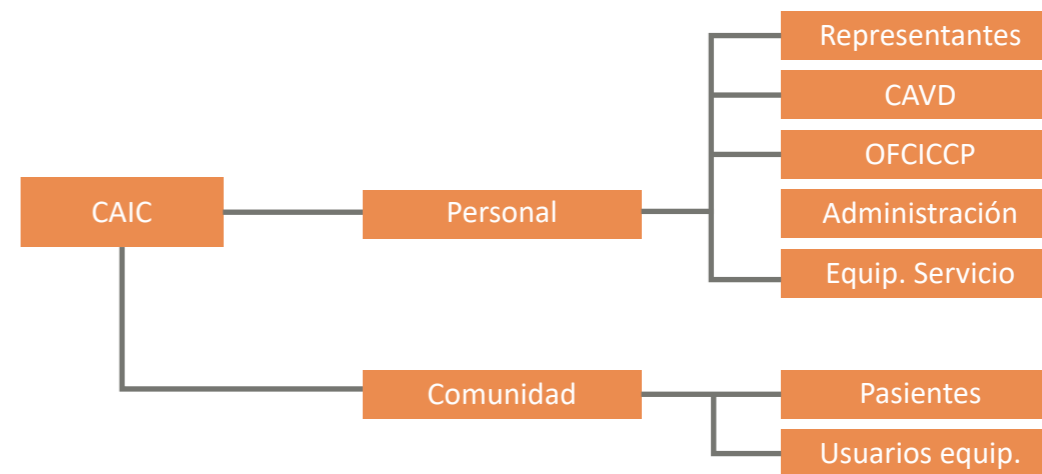 CAIC
Personal
Representantes
CAVD
OFCICCP
Administración
Equip. Servicio
Comunidad
Pasientes
Usuarios equip.